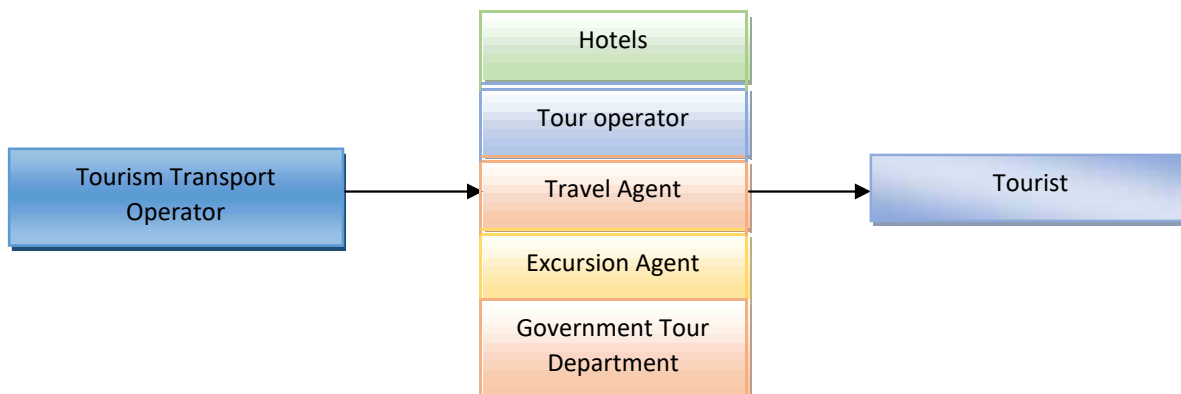 Hotels
Tour operator
Tourism Transport
Operator
Travel Agent
Tourist
Excursion Agent
Government Tour
Department